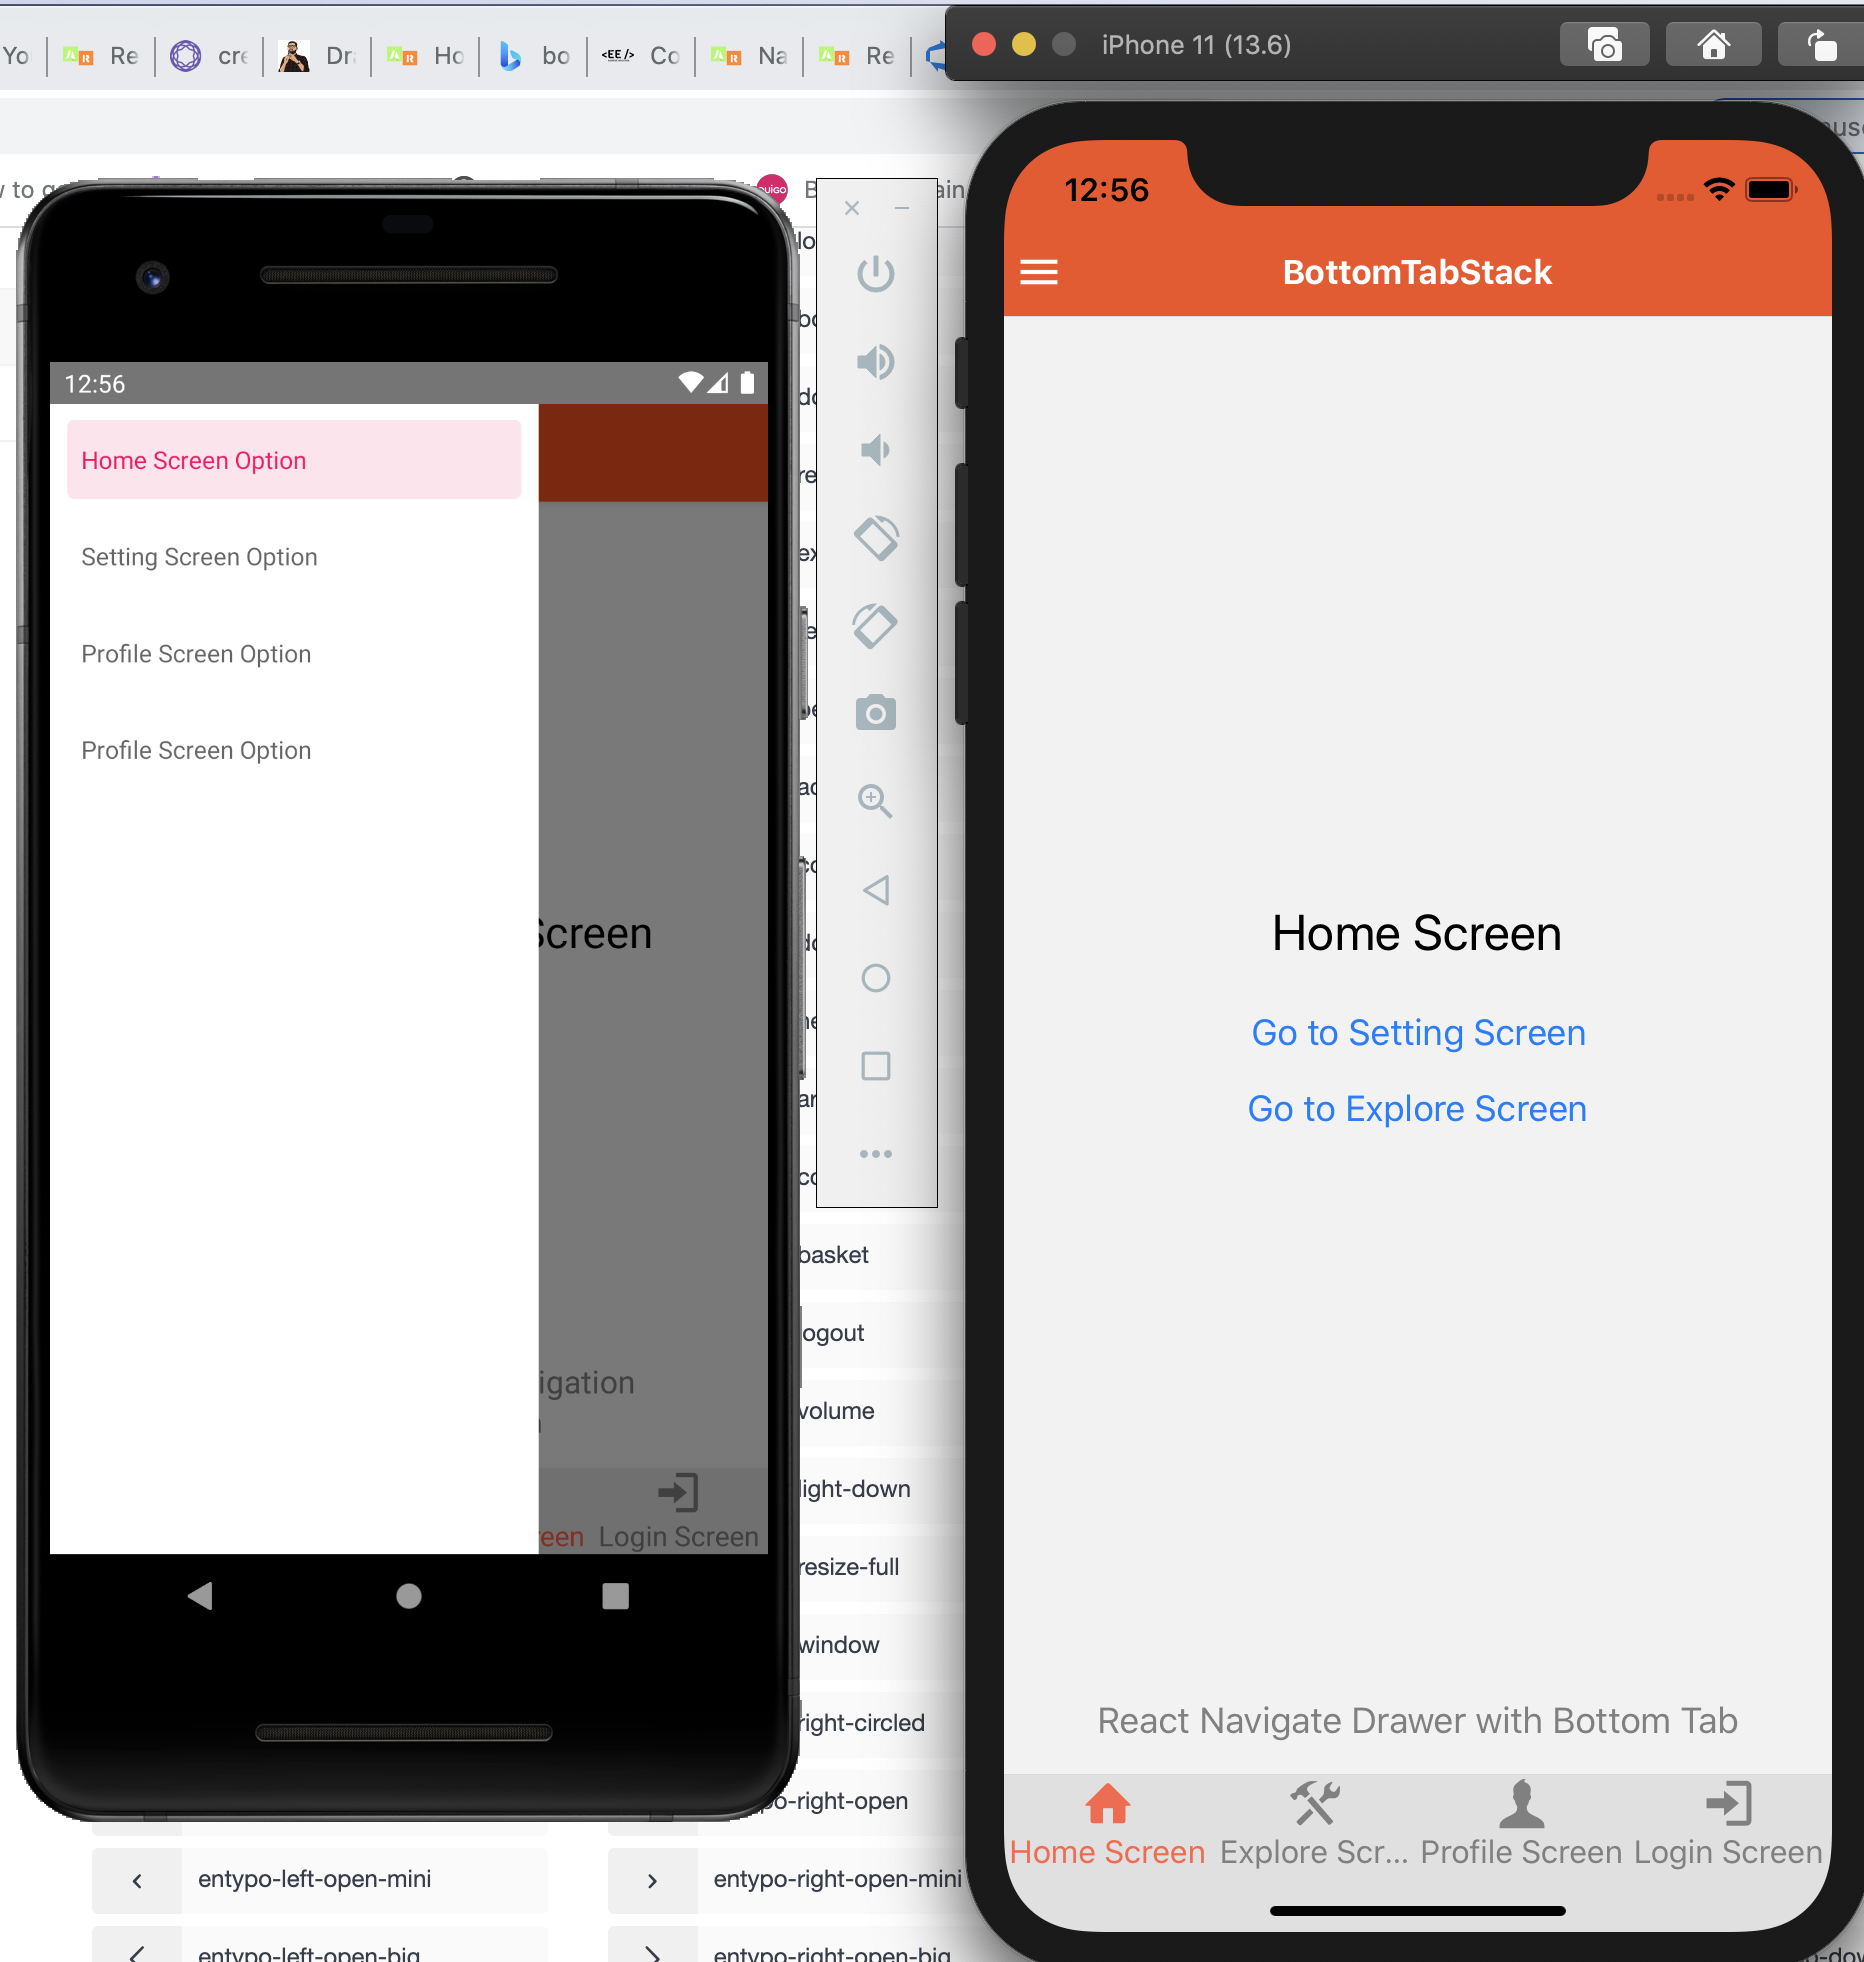 Yo
Re
cre
Dr
Ho
bo
<EE/>
Co
Na
Re
iPhone 11 (13.6)
12:56
BottomTabStack
12:56
Home Screen Option
Setting Screen Option
Profile Screen Option
Profile Screen Option
Screen
igation
een
Login Screen
Home Screen
Go to Setting Screen
Go to Explore Screen
React Navigate Drawer with Bottom Tab
Home Screen
Explore Scr...
Profile Screen
Login Screen
basket
ogout
volume
light-down
resize-full
window
right-circled
po-right-open
entypo-left-open-mini
entypo-right-open-mini
entypo-left-open-big
entypo-right-open-big